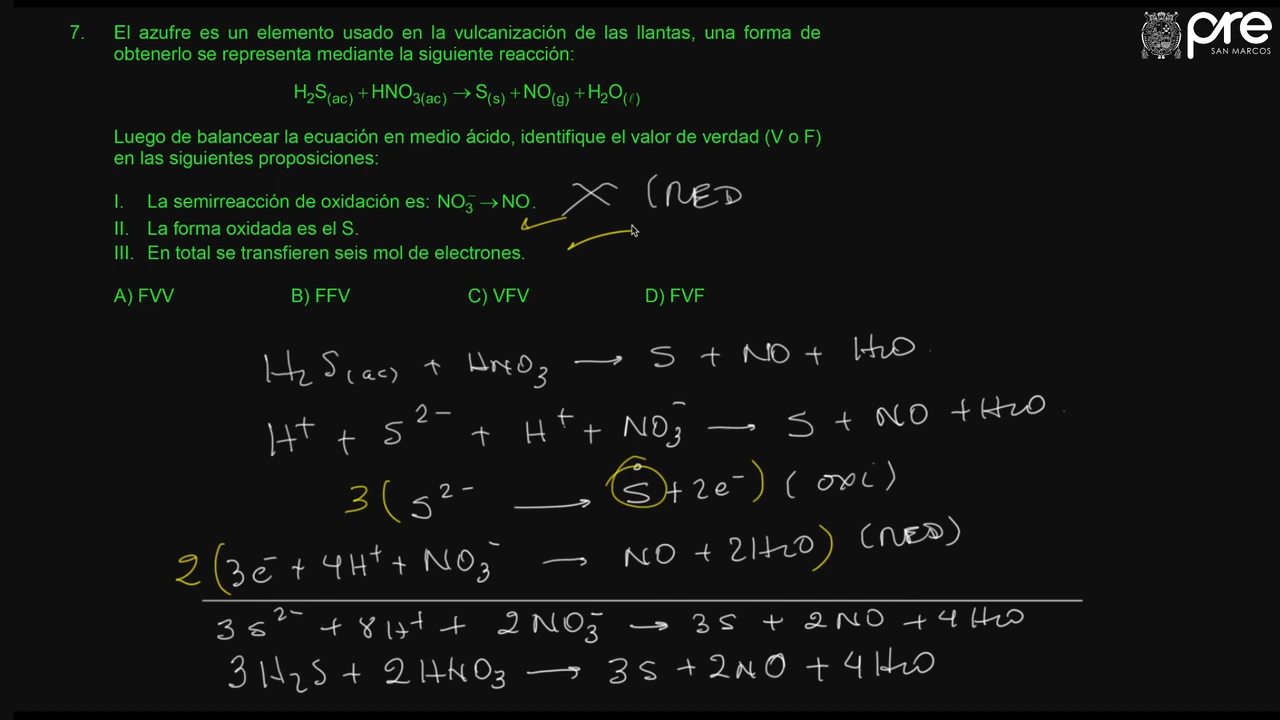 pre
SAN MARCOS
7. El azufre es un elemento usado en la vulcanización de las llantas, una forma de
obtenerlo se representa mediante la siguiente reacción:
H₂S(ac) + HNO₃(ac) → S(s) + NO(g) + H₂O(ℓ)
Luego de balancear la ecuación en medio ácido, identifique el valor de verdad (V o F)
en las siguientes proposiciones:
I. La semirreacción de oxidación es: NO₃⁻ → NO. X (RED
II. La forma oxidada es el S.
III. En total se transfieren seis mol de electrones.
A) FVV B) FFV C) VFV D) FVF
H₂S(ac) + HNO₃ → S + NO + H₂O
H⁺ + S²⁻ + H⁺ + NO₃⁻ → S + NO + H₂O
3(S²⁻ → S° + 2e⁻) (oxi)
2(3e⁻ + 4H⁺ + NO₃⁻ → NO + 2H₂O) (RED)
3S²⁻ + 8H⁺ + 2NO₃⁻ → 3S + 2NO + 4H₂O
3H₂S + 2HNO₃ → 3S + 2NO + 4H₂O